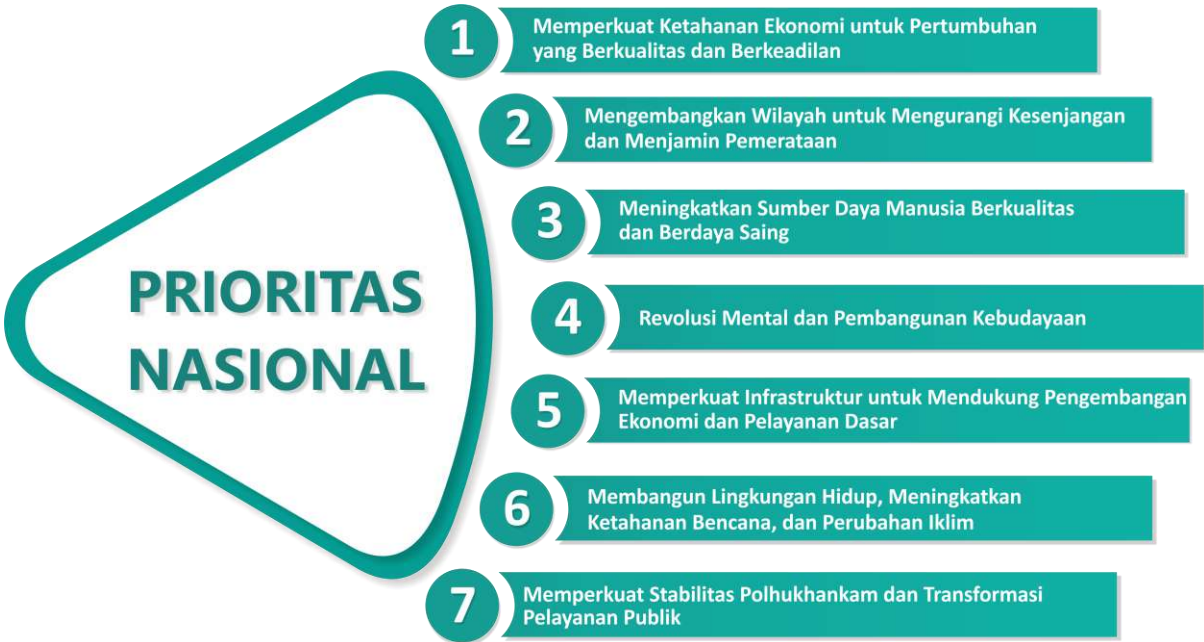 PRIORITAS
NASIONAL
1
Memperkuat Ketahanan Ekonomi untuk Pertumbuhan
yang Berkualitas dan Berkeadilan
2
Mengembangkan Wilayah untuk Mengurangi Kesenjangan
dan Menjamin Pemerataan
3
Meningkatkan Sumber Daya Manusia Berkualitas
dan Berdaya Saing
4
Revolusi Mental dan Pembangunan Kebudayaan
5
Memperkuat Infrastruktur untuk Mendukung Pengembangan
Ekonomi dan Pelayanan Dasar
6
Membangun Lingkungan Hidup, Meningkatkan
Ketahanan Bencana, dan Perubahan Iklim
7
Memperkuat Stabilitas Polhukhankam dan Transformasi
Pelayanan Publik